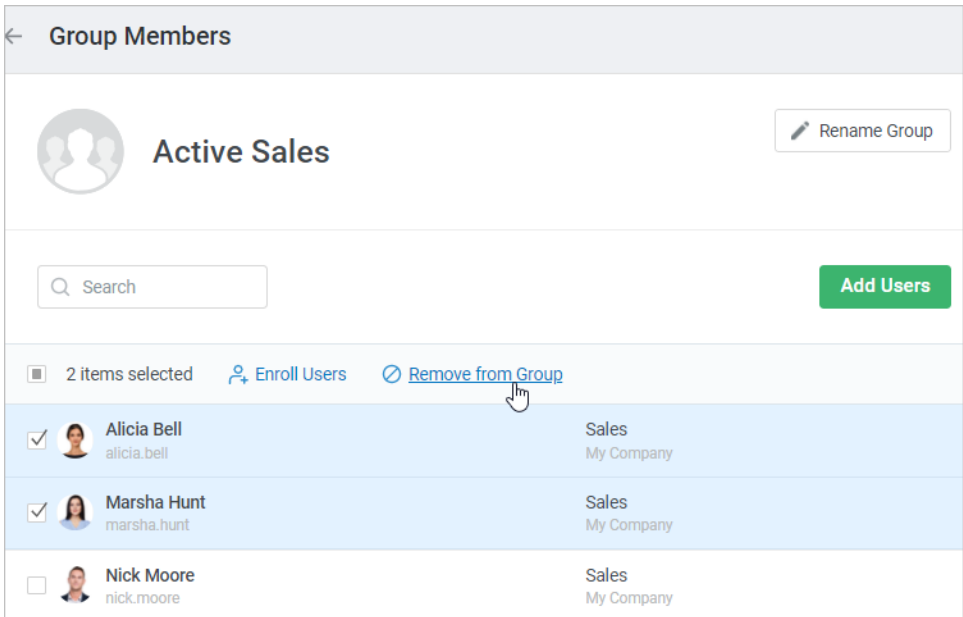 Group Members
Active Sales
Rename Group
Search
Add Users
2 items selected Enroll Users Remove from Group
Alicia Bell Sales
alicia.bell My Company
Marsha Hunt Sales
marsha.hunt My Company
Nick Moore Sales
nick.moore My Company